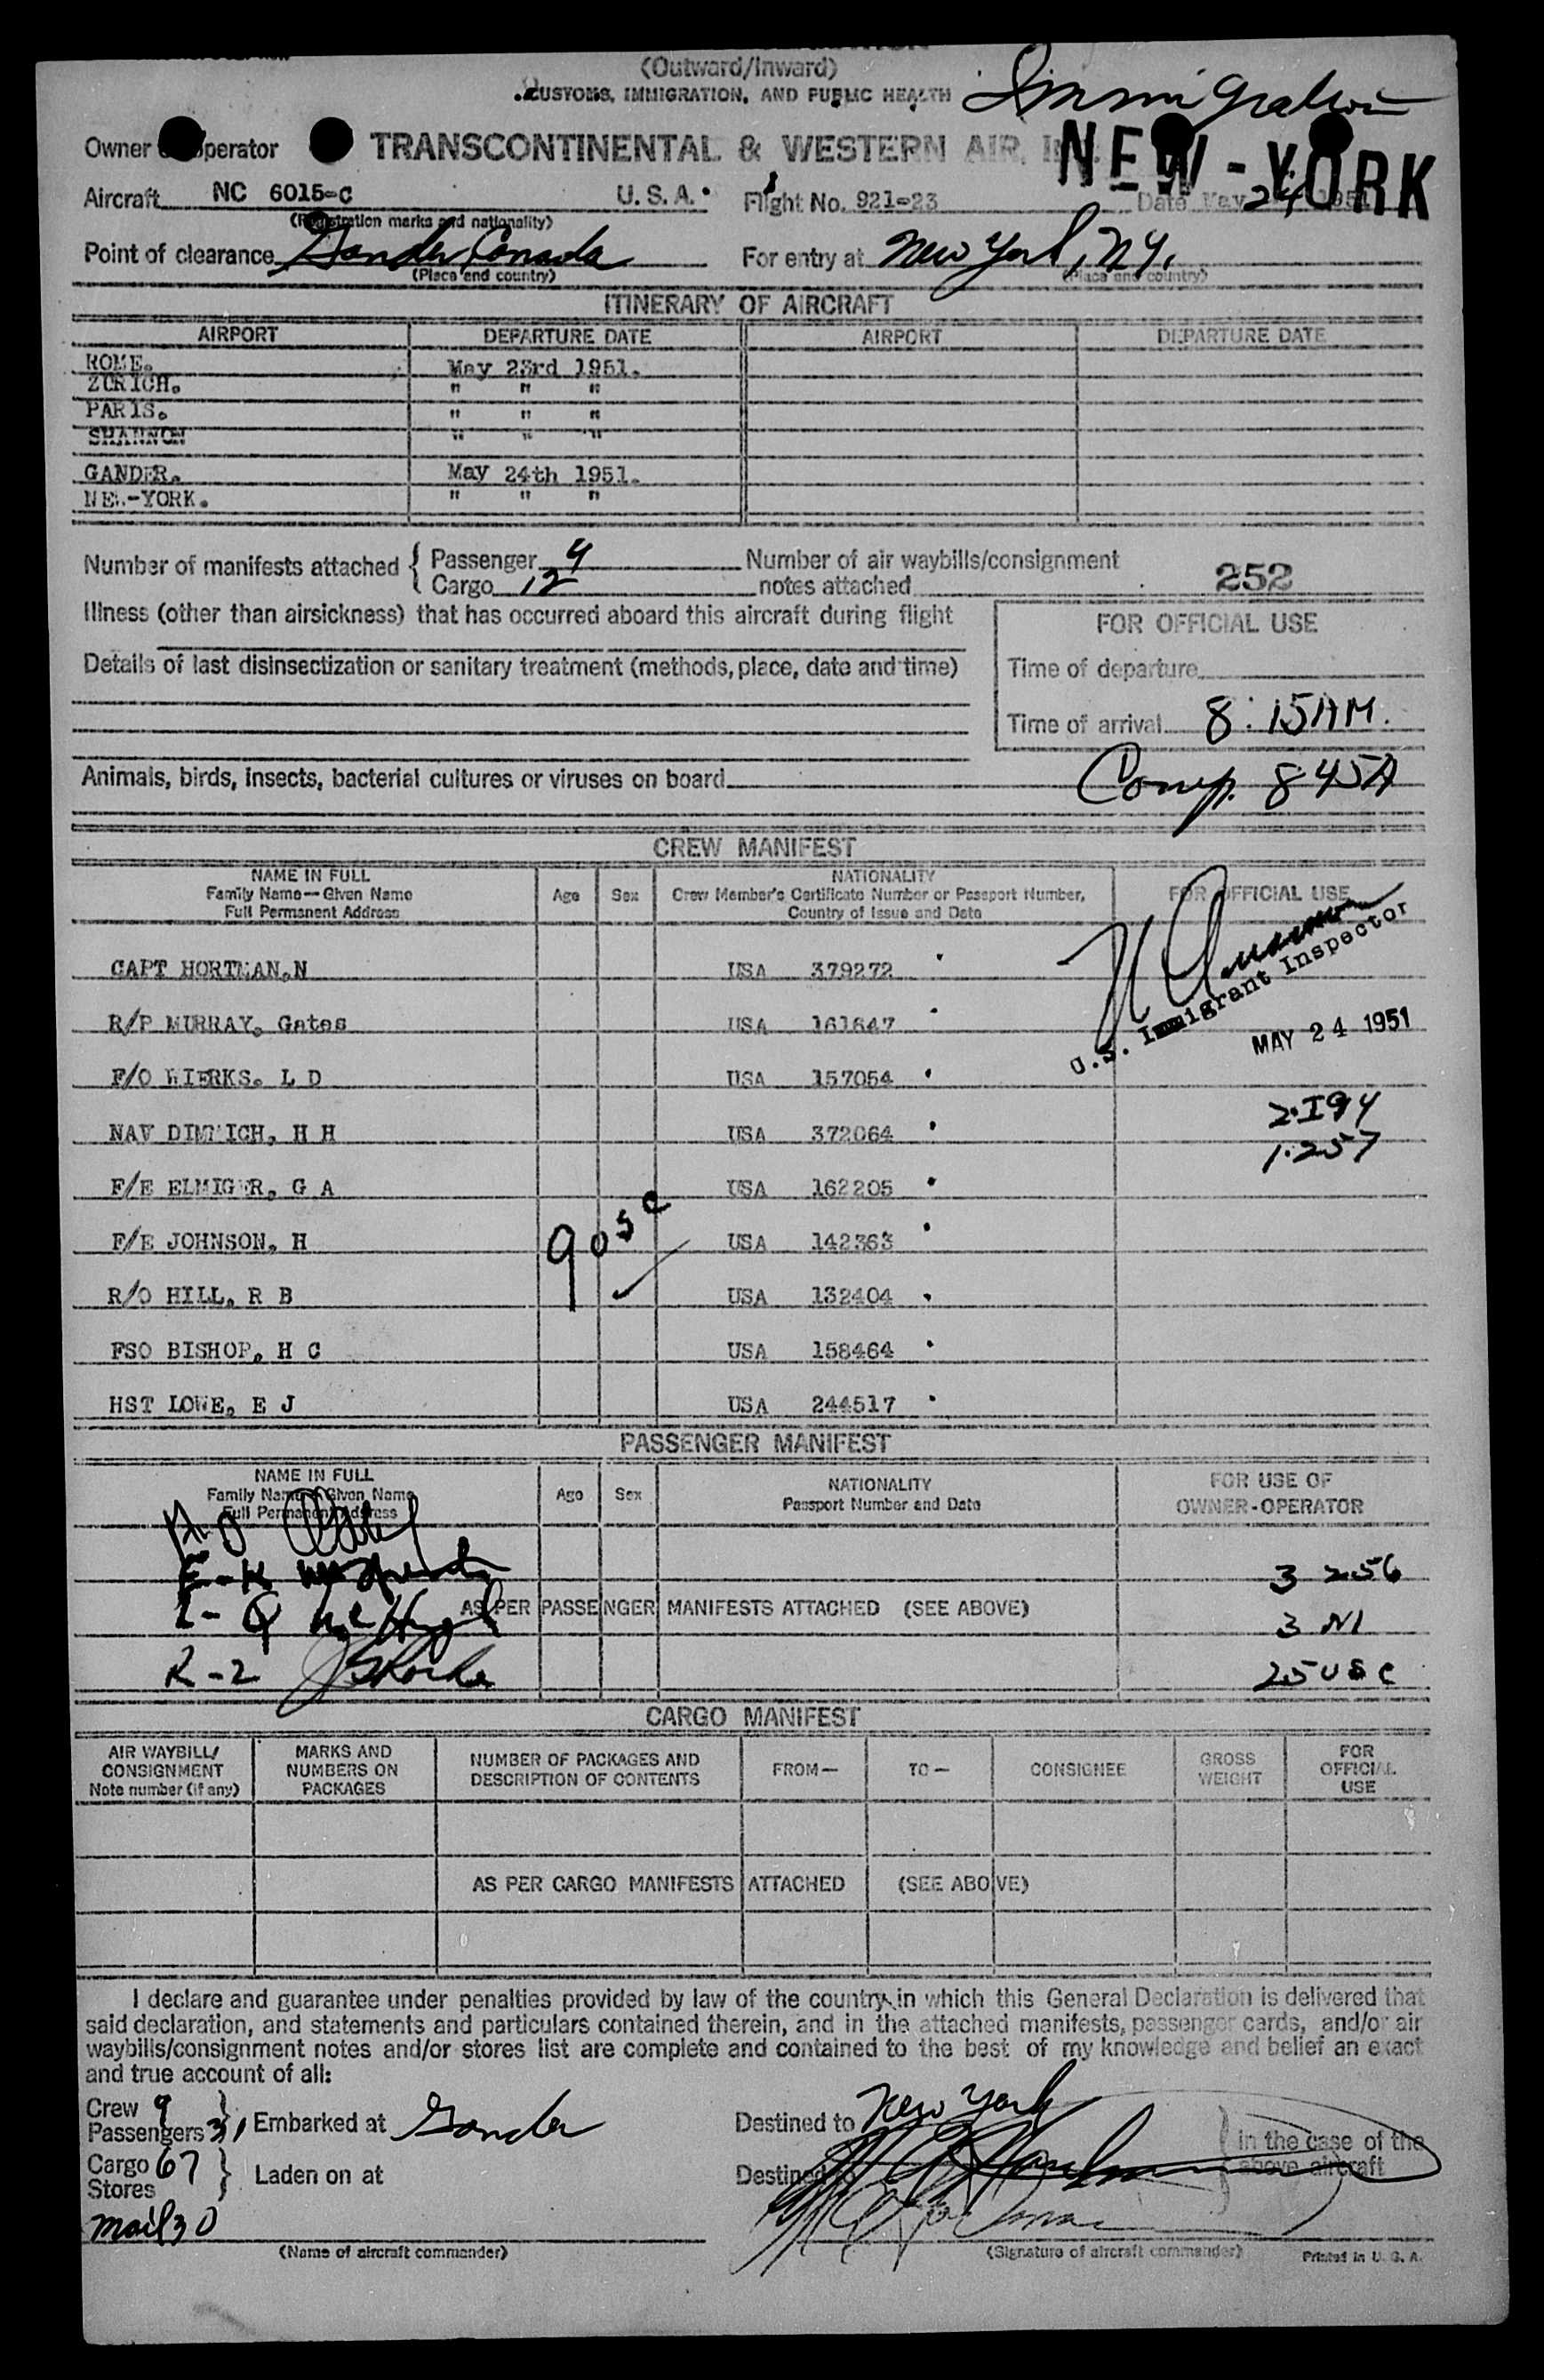 (Outward/Inward)
CUSTOMS, IMMIGRATION, AND PUBLIC HEALTH Immigration
Owner or Operator TRANSCONTINENTAL & WESTERN AIR, INC.
NEW-YORK
Aircraft NC 6015-C U.S.A. Flight No. 921-23 Date May 24 1951
(Registration marks and nationality)
Point of clearance Gander Canada For entry at New York, NY.
(Place and country) (Place and country)
ITINERARY OF AIRCRAFT
AIRPORT DEPARTURE DATE AIRPORT DEPARTURE DATE
ROME. May 23rd 1951.
ZURICH. " " "
PARIS. " " "
SHANNON " " "
GANDER. May 24th 1951.
NEW-YORK. " " "
Number of manifests attached { Passenger 4 Number of air waybills/consignment
Cargo 12 notes attached 252
Illness (other than airsickness) that has occurred aboard this aircraft during flight
FOR OFFICIAL USE
Details of last disinsectization or sanitary treatment (methods, place, date and time)
Time of departure
Time of arrival 8:15AM.
Animals, birds, insects, bacterial cultures or viruses on board
Comp. 845A
CREW MANIFEST
NAME IN FULL Family Name—Given Name Full Permanent Address Age Sex NATIONALITY Crew Member's Certificate Number or Passport Number, Country of Issue and Date FOR OFFICIAL USE
U.S. Immigrant Inspector
CAPT HORTMAN,N USA 379272
R/P MURRAY, Gates USA 161847
MAY 24 1951
F/O WIERKS. L D USA 157054
NAV DIMMICH, H H USA 372064
2·I94
1·257
F/E ELMIGER, G A USA 162205
F/E JOHNSON, H USA 142363
9 usc
R/O HILL, R B USA 132404
FSO BISHOP, H C USA 158464
HST LOWE, E J USA 244517
PASSENGER MANIFEST
NAME IN FULL Family Name—Given Name Full Permanent Address Age Sex NATIONALITY Passport Number and Date FOR USE OF OWNER-OPERATOR
A-D
E-K
3 256
L-Q AS PER PASSENGER MANIFESTS ATTACHED (SEE ABOVE)
3 NI
R-Z
25 USC
CARGO MANIFEST
AIR WAYBILL/ CONSIGNMENT Note number (if any) MARKS AND NUMBERS ON PACKAGES NUMBER OF PACKAGES AND DESCRIPTION OF CONTENTS FROM— TO— CONSIGNEE GROSS WEIGHT FOR OFFICIAL USE
AS PER CARGO MANIFESTS ATTACHED (SEE ABOVE)
I declare and guarantee under penalties provided by law of the country in which this General Declaration is delivered that
said declaration, and statements and particulars contained therein, and in the attached manifests, passenger cards, and/or air
waybills/consignment notes and/or stores list are complete and contained to the best of my knowledge and belief an exact
and true account of all:
Crew 9
Passengers 31 } Embarked at Gander Destined to New York
in the case of the
above aircraft
Cargo 67
Stores } Laden on at Destined to
mail 30
(Name of aircraft commander) (Signature of aircraft commander) Printed in U.S.A.